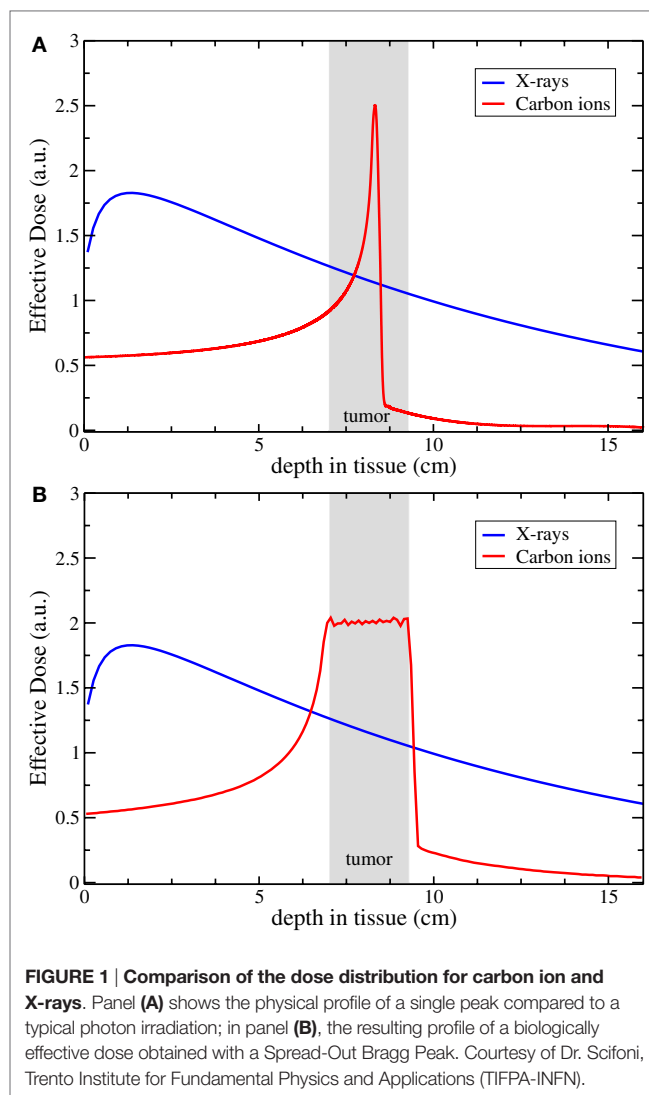 A
3
2.5
2
1.5
1
0.5
0
Effective Dose (a.u.)
X-rays
Carbon ions
tumor
0
5
10
15
depth in tissue (cm)
B
3
2.5
2
1.5
1
0.5
0
Effective Dose (a.u.)
X-rays
Carbon ions
tumor
0
5
10
15
depth in tissue (cm)
FIGURE 1 | Comparison of the dose distribution for carbon ion and
X-rays. Panel (A) shows the physical profile of a single peak compared to a
typical photon irradiation; in panel (B), the resulting profile of a biologically
effective dose obtained with a Spread-Out Bragg Peak. Courtesy of Dr. Scifoni,
Trento Institute for Fundamental Physics and Applications (TIFPA-INFN).